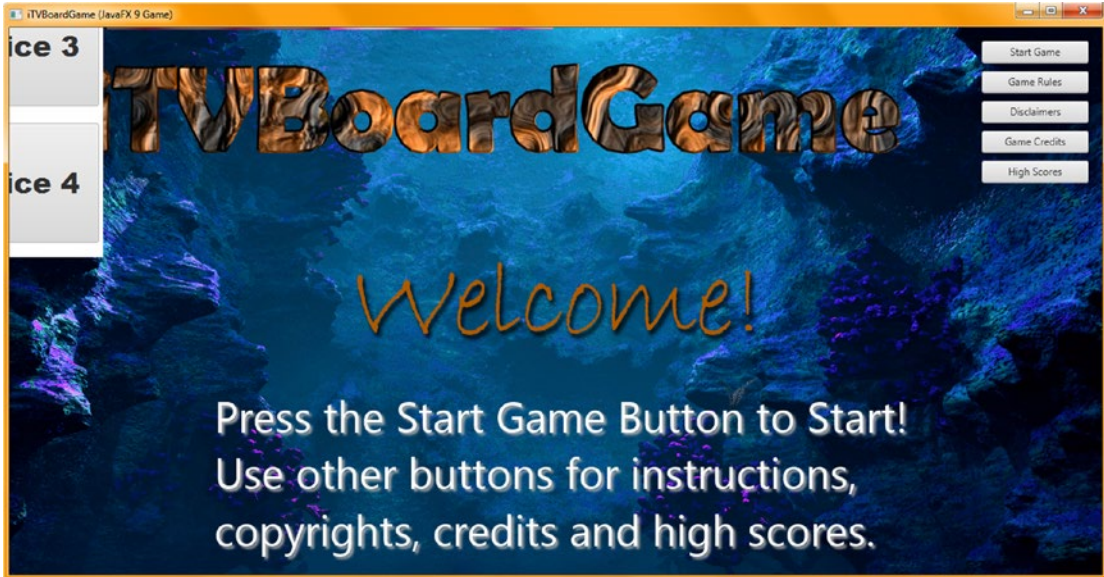 iTVBoardGame (JavaFX 9 Game)
ice 3
iTVBoardGame
Start Game
Game Rules
Disclaimers
Game Credits
High Scores
ice 4
Welcome!
Press the Start Game Button to Start!
Use other buttons for instructions,
copyrights, credits and high scores.